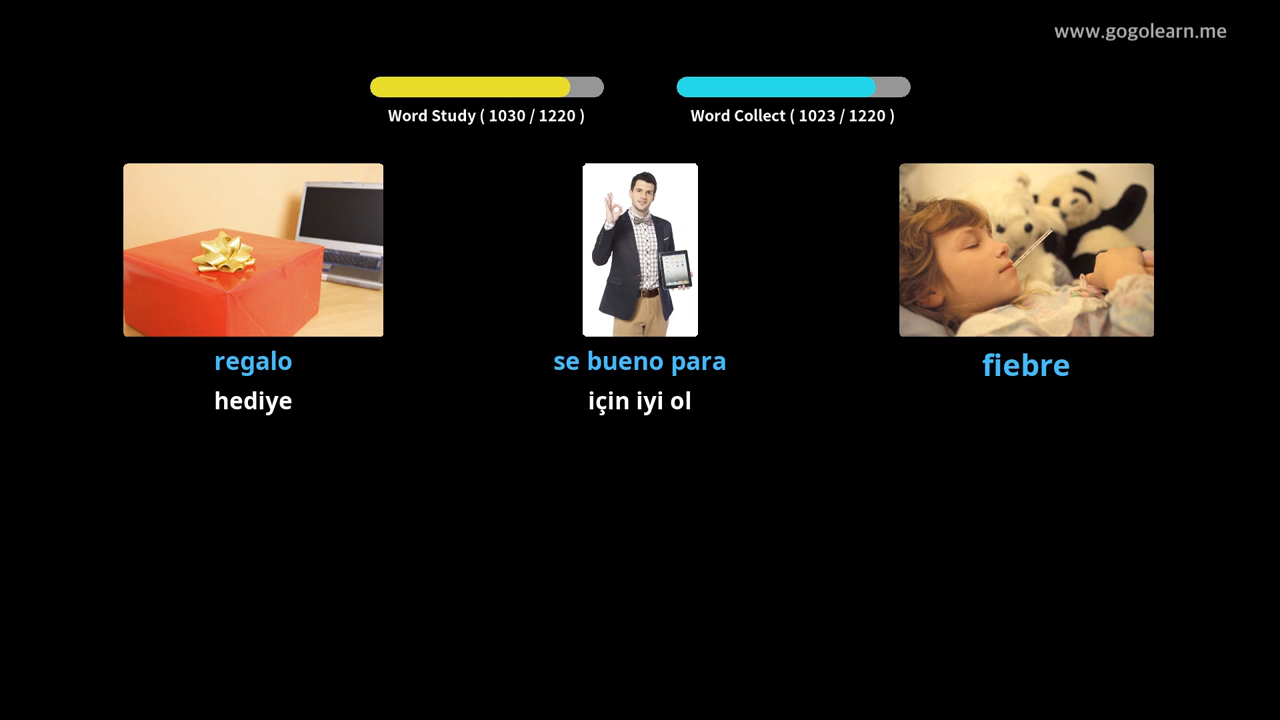 www.gogolearn.me
Word Study ( 1030 / 1220 )
Word Collect ( 1023 / 1220 )
regalo
hediye
se bueno para
için iyi ol
fiebre